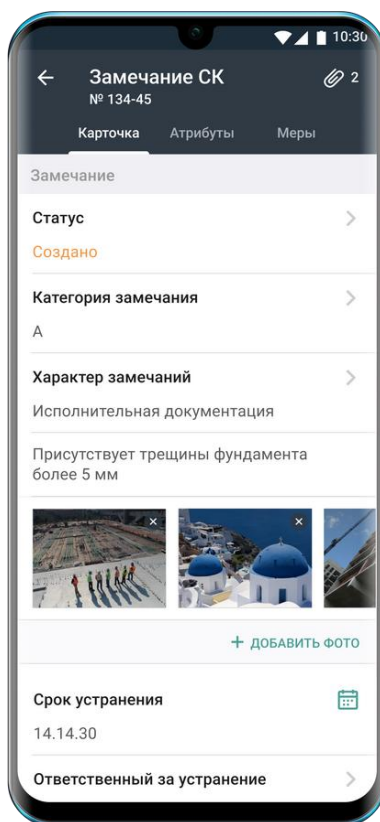 10:30
Замечание СК
2
№ 134-45
Карточка Атрибуты Меры
Замечание
Статус
Создано
Категория замечания
А
Характер замечаний
Исполнительная документация
Присутствует трещины фундамента
более 5 мм
+ ДОБАВИТЬ ФОТО
Срок устранения
14.14.30
Ответственный за устранение